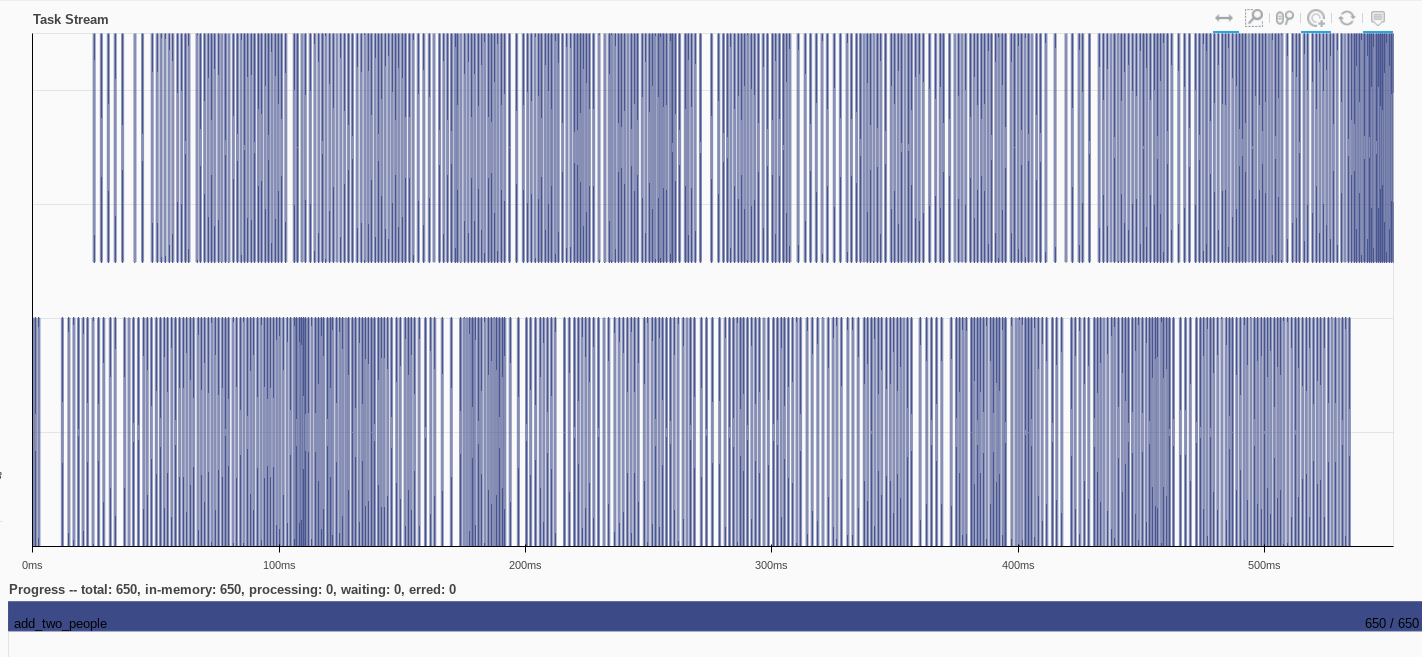 Task Stream
0ms 100ms 200ms 300ms 400ms 500ms
Progress -- total: 650, in-memory: 650, processing: 0, waiting: 0, erred: 0
add_two_people 650 / 650